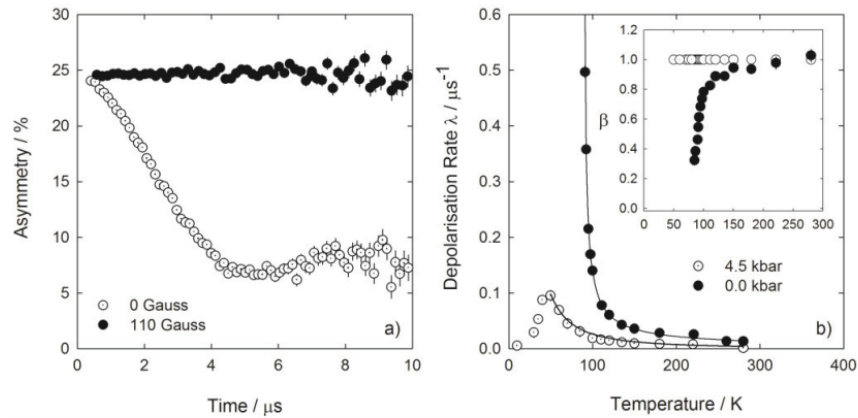 30
25
20
15
10
5
0
Asymmetry / %
0 Gauss
110 Gauss
a)
0 2 4 6 8 10
Time / μs
0.6
0.5
0.4
0.3
0.2
0.1
0.0
Depolarisation Rate λ / μs⁻¹
1.2
1.0
0.8
0.6
0.4
0.2
0.0
β
0 50 100 150 200 250 300
4.5 kbar
0.0 kbar
b)
0 100 200 300 400
Temperature / K